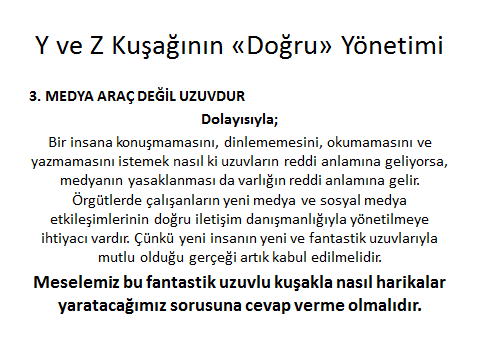 Y ve Z Kuşağının «Doğru» Yönetimi
3. MEDYA ARAÇ DEĞİL UZUVDUR
Dolayısıyla;
Bir insana konuşmamasını, dinlememesini, okumamasını ve
yazmamasını istemek nasıl ki uzuvların reddi anlamına geliyorsa,
medyanın yasaklanması da varlığın reddi anlamına gelir.
Örgütlerde çalışanların yeni medya ve sosyal medya
etkileşimlerinin doğru iletişim danışmanlığıyla yönetilmeye
ihtiyacı vardır. Çünkü yeni insanın yeni ve fantastik uzuvlarıyla
mutlu olduğu gerçeği artık kabul edilmelidir.
Meselemiz bu fantastik uzuvlu kuşakla nasıl harikalar
yaratacağımız sorusuna cevap verme olmalıdır.